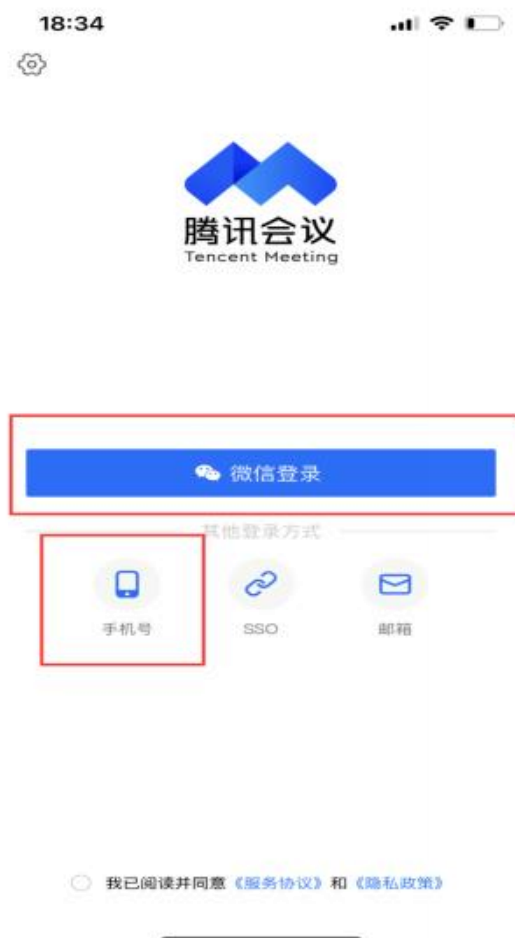 18:34
腾讯会议
Tencent Meeting
微信登录
其他登录方式
手机号 SSO 邮箱
我已阅读并同意《服务协议》和《隐私政策》